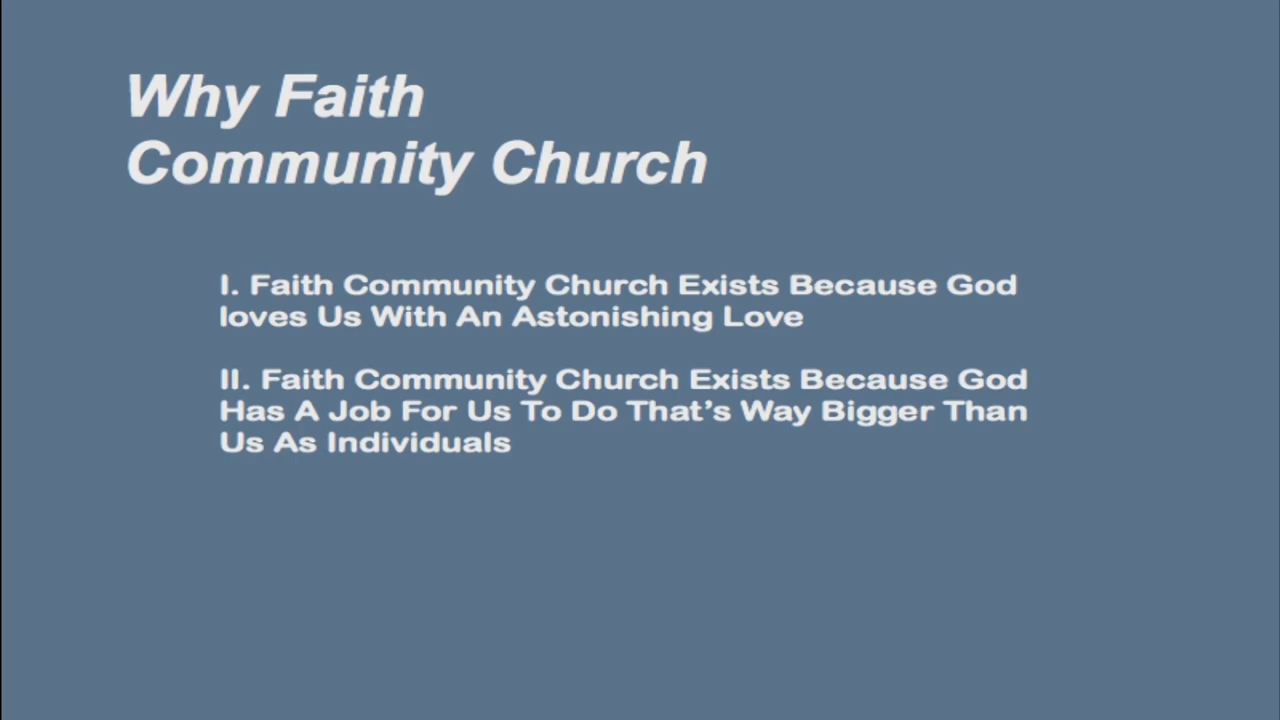 Why Faith
Community Church
I. Faith Community Church Exists Because God
loves Us With An Astonishing Love
II. Faith Community Church Exists Because God
Has A Job For Us To Do That’s Way Bigger Than
Us As Individuals